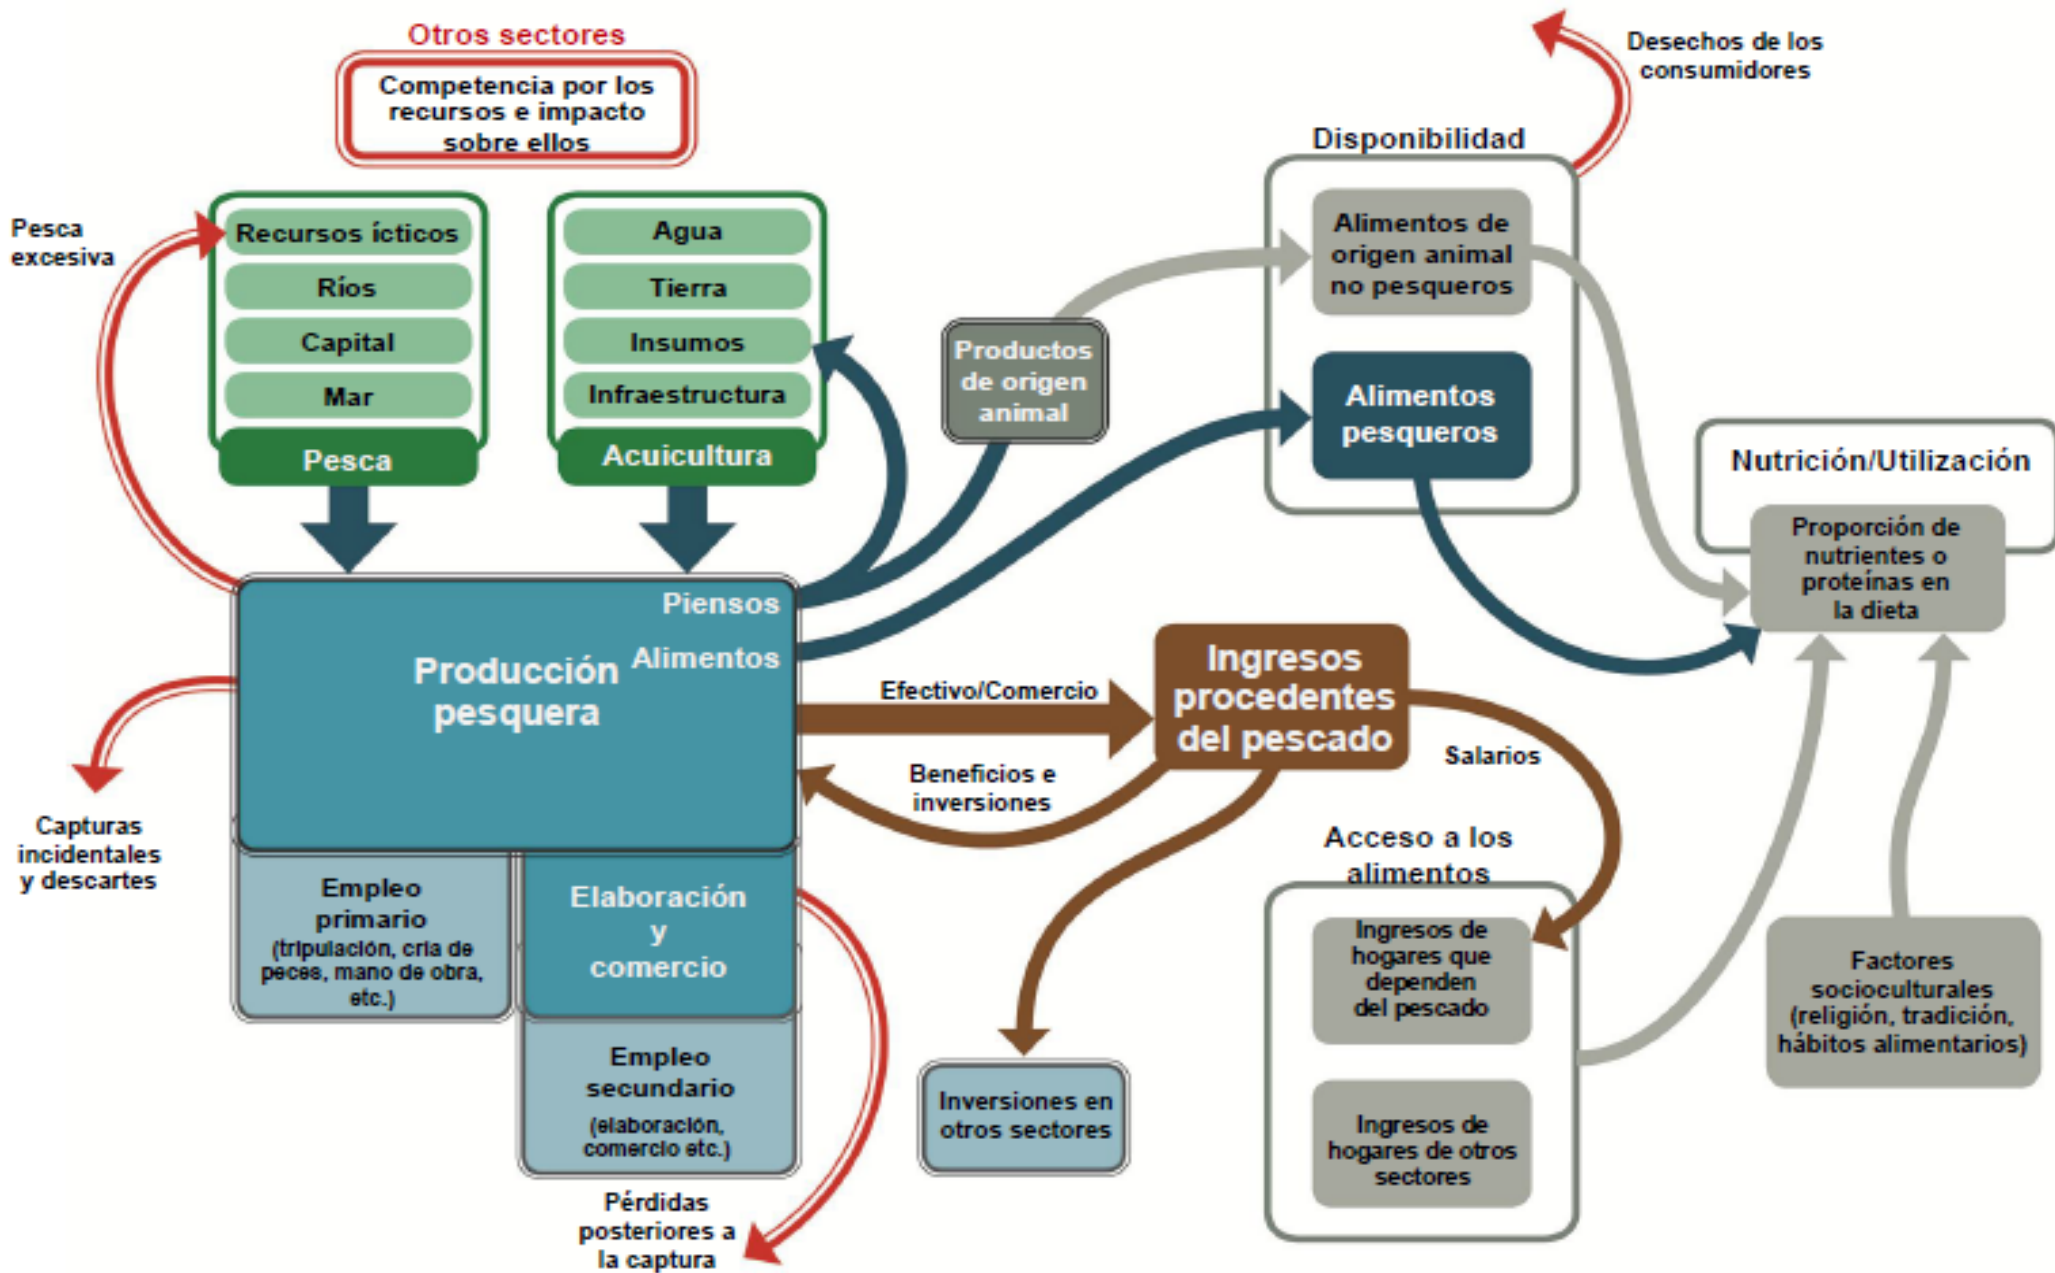 Otros sectores
Competencia por los
recursos e impacto
sobre ellos
Desechos de los
consumidores
Disponibilidad
Pesca
excesiva
Recursos ícticos
Ríos
Capital
Mar
Pesca
Agua
Tierra
Insumos
Infraestructura
Acuicultura
Productos
de origen
animal
Alimentos de
origen animal
no pesqueros
Alimentos
pesqueros
Nutrición/Utilización
Proporción de
nutrientes o
proteínas en
la dieta
Piensos
Alimentos
Producción
pesquera
Efectivo/Comercio
Ingresos
procedentes
del pescado
Beneficios e
inversiones
Salarios
Capturas
incidentales
y descartes
Empleo
primario
(tripulación, cría de
peces, mano de obra,
etc.)
Elaboración
y
comercio
Empleo
secundario
(elaboración,
comercio etc.)
Pérdidas
posteriores a
la captura
Inversiones en
otros sectores
Acceso a los
alimentos
Ingresos de
hogares que
dependen
del pescado
Ingresos de
hogares de otros
sectores
Factores
socioculturales
(religión, tradición,
hábitos alimentarios)